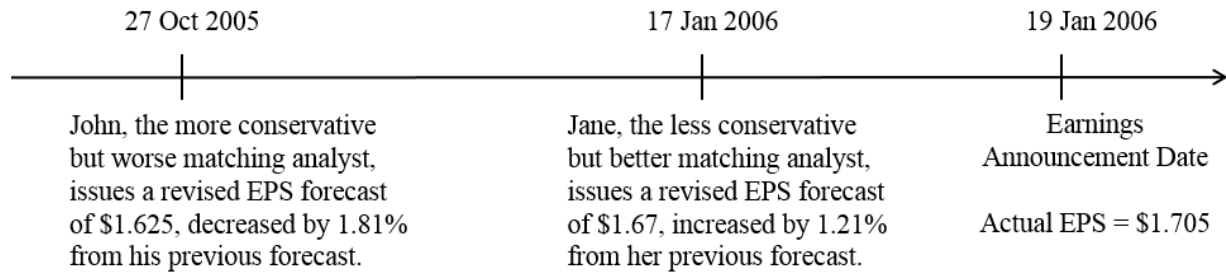 27 Oct 2005
17 Jan 2006
19 Jan 2006
John, the more conservative
but worse matching analyst,
issues a revised EPS forecast
of $1.625, decreased by 1.81%
from his previous forecast.
Jane, the less conservative
but better matching analyst,
issues a revised EPS forecast
of $1.67, increased by 1.21%
from her previous forecast.
Earnings
Announcement Date
Actual EPS = $1.705